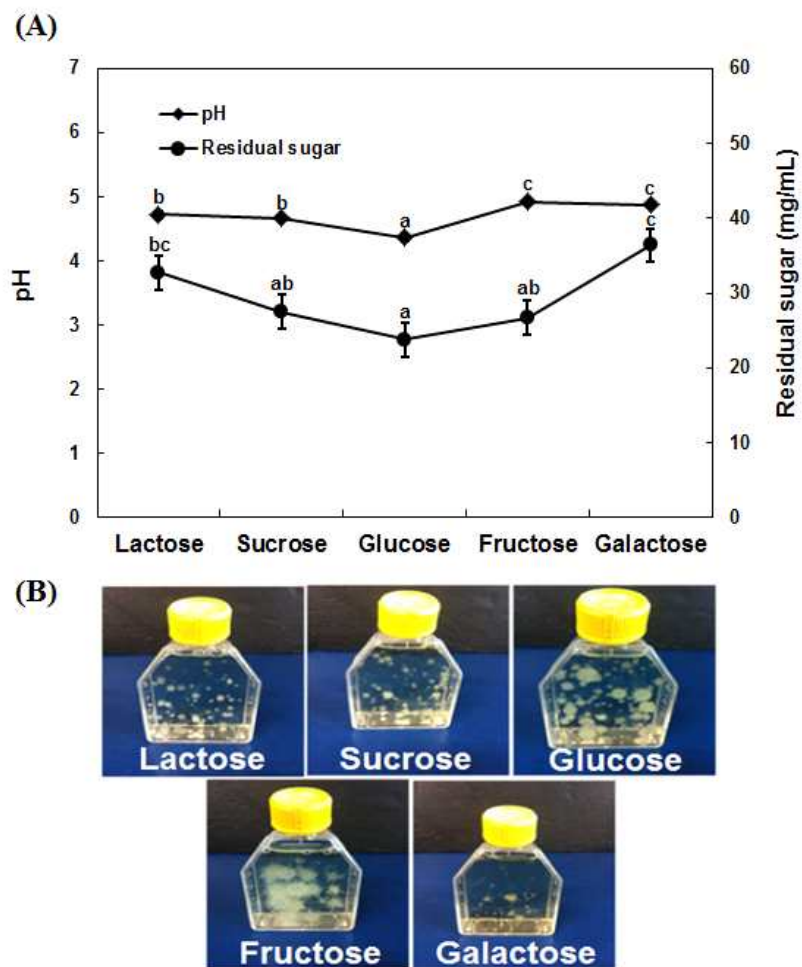 (A)
7
6
5
4
3
2
1
0
pH
60
50
40
30
20
10
0
Residual sugar (mg/mL)
pH
Residual sugar
b
b
a
c
c
bc
ab
a
ab
c
Lactose
Sucrose
Glucose
Fructose
Galactose
(B)
Lactose
Sucrose
Glucose
Fructose
Galactose